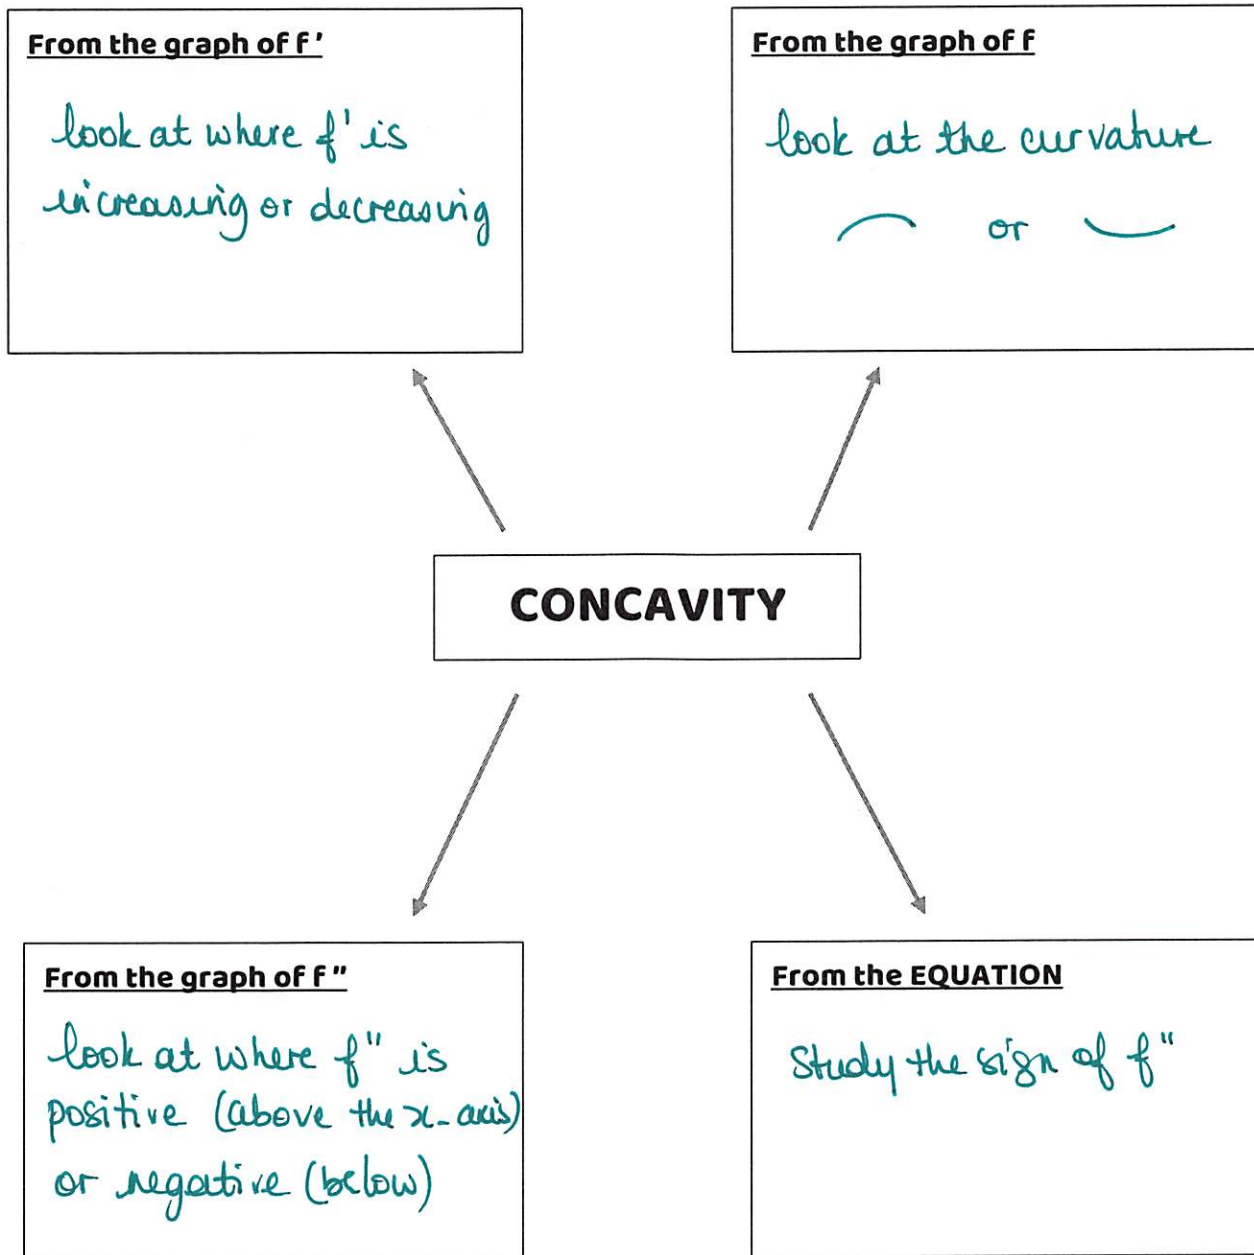 From the graph of f'
look at where f' is
increasing or decreasing
From the graph of f
look at the curvature
or
CONCAVITY
From the graph of f"
look at where f" is
positive (above the x-axis)
or negative (below)
From the EQUATION
Study the sign of f"